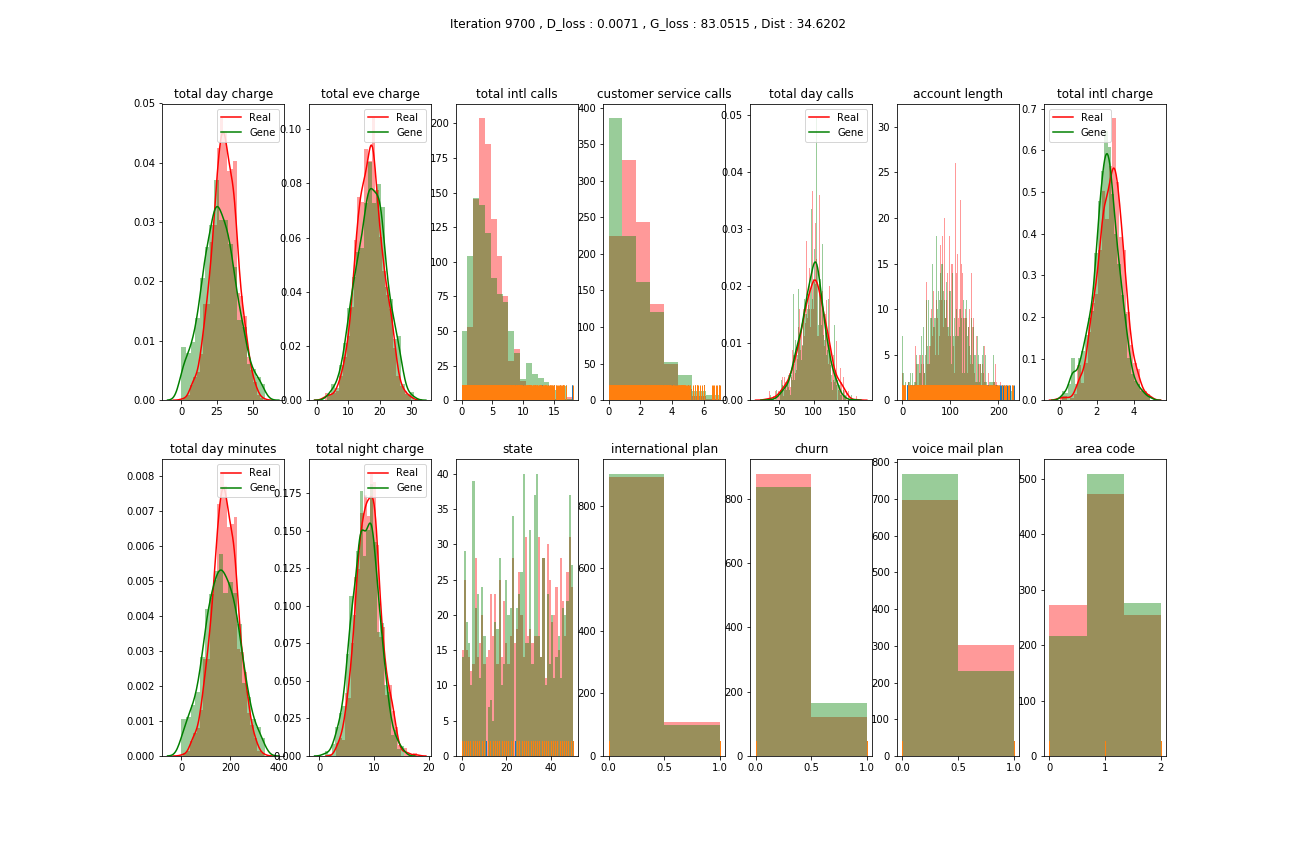 Iteration 9700 , D_loss : 0.0071 , G_loss : 83.0515 , Dist : 34.6202
total day charge
0.05
0.04
0.03
0.02
0.01
0.00
0 25 50
Real
Gene
total eve charge
0.10
0.08
0.06
0.04
0.02
0.00
0 10 20 30
Real
Gene
total intl calls
200
175
150
125
100
75
50
25
0
0 5 10 15
customer service calls
400
350
300
250
200
150
100
50
0
0 2 4 6
total day calls
0.05
0.04
0.03
0.02
0.01
0.00
50 100 150
Real
Gene
account length
30
25
20
15
10
5
0
0 100 200
total intl charge
0.7
0.6
0.5
0.4
0.3
0.2
0.1
0.0
0 2 4
Real
Gene
total day minutes
0.008
0.007
0.006
0.005
0.004
0.003
0.002
0.001
0.000
0 200 400
Real
Gene
total night charge
0.175
0.150
0.125
0.100
0.075
0.050
0.025
0.000
0 10 20
Real
Gene
state
40
35
30
25
20
15
10
5
0
0 20 40
international plan
800
600
400
200
0
0.0 0.5 1.0
churn
800
600
400
200
0
0.0 0.5 1.0
voice mail plan
800
700
600
500
400
300
200
100
0
0.0 0.5 1.0
area code
500
400
300
200
100
0
0 1 2